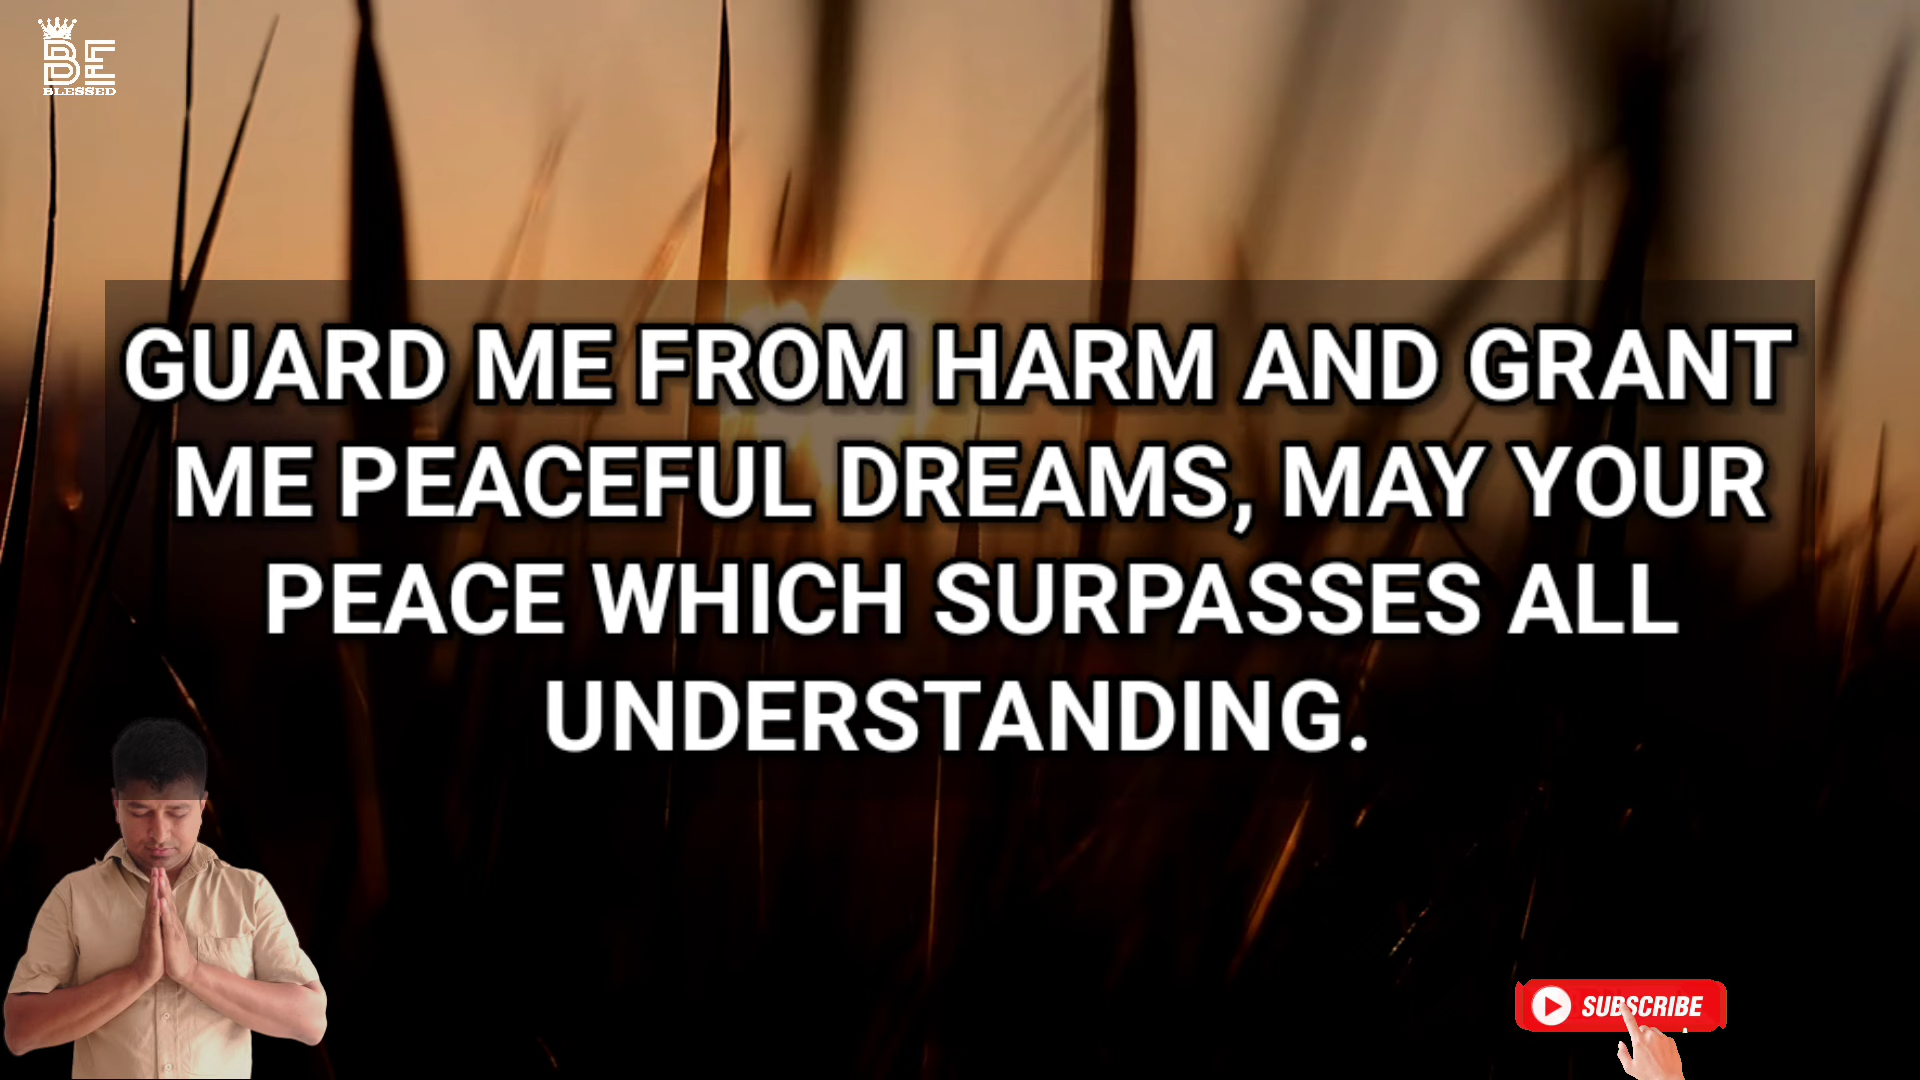 BE
BLESSED
GUARD ME FROM HARM AND GRANT
ME PEACEFUL DREAMS, MAY YOUR
PEACE WHICH SURPASSES ALL
UNDERSTANDING.
SUBSCRIBE